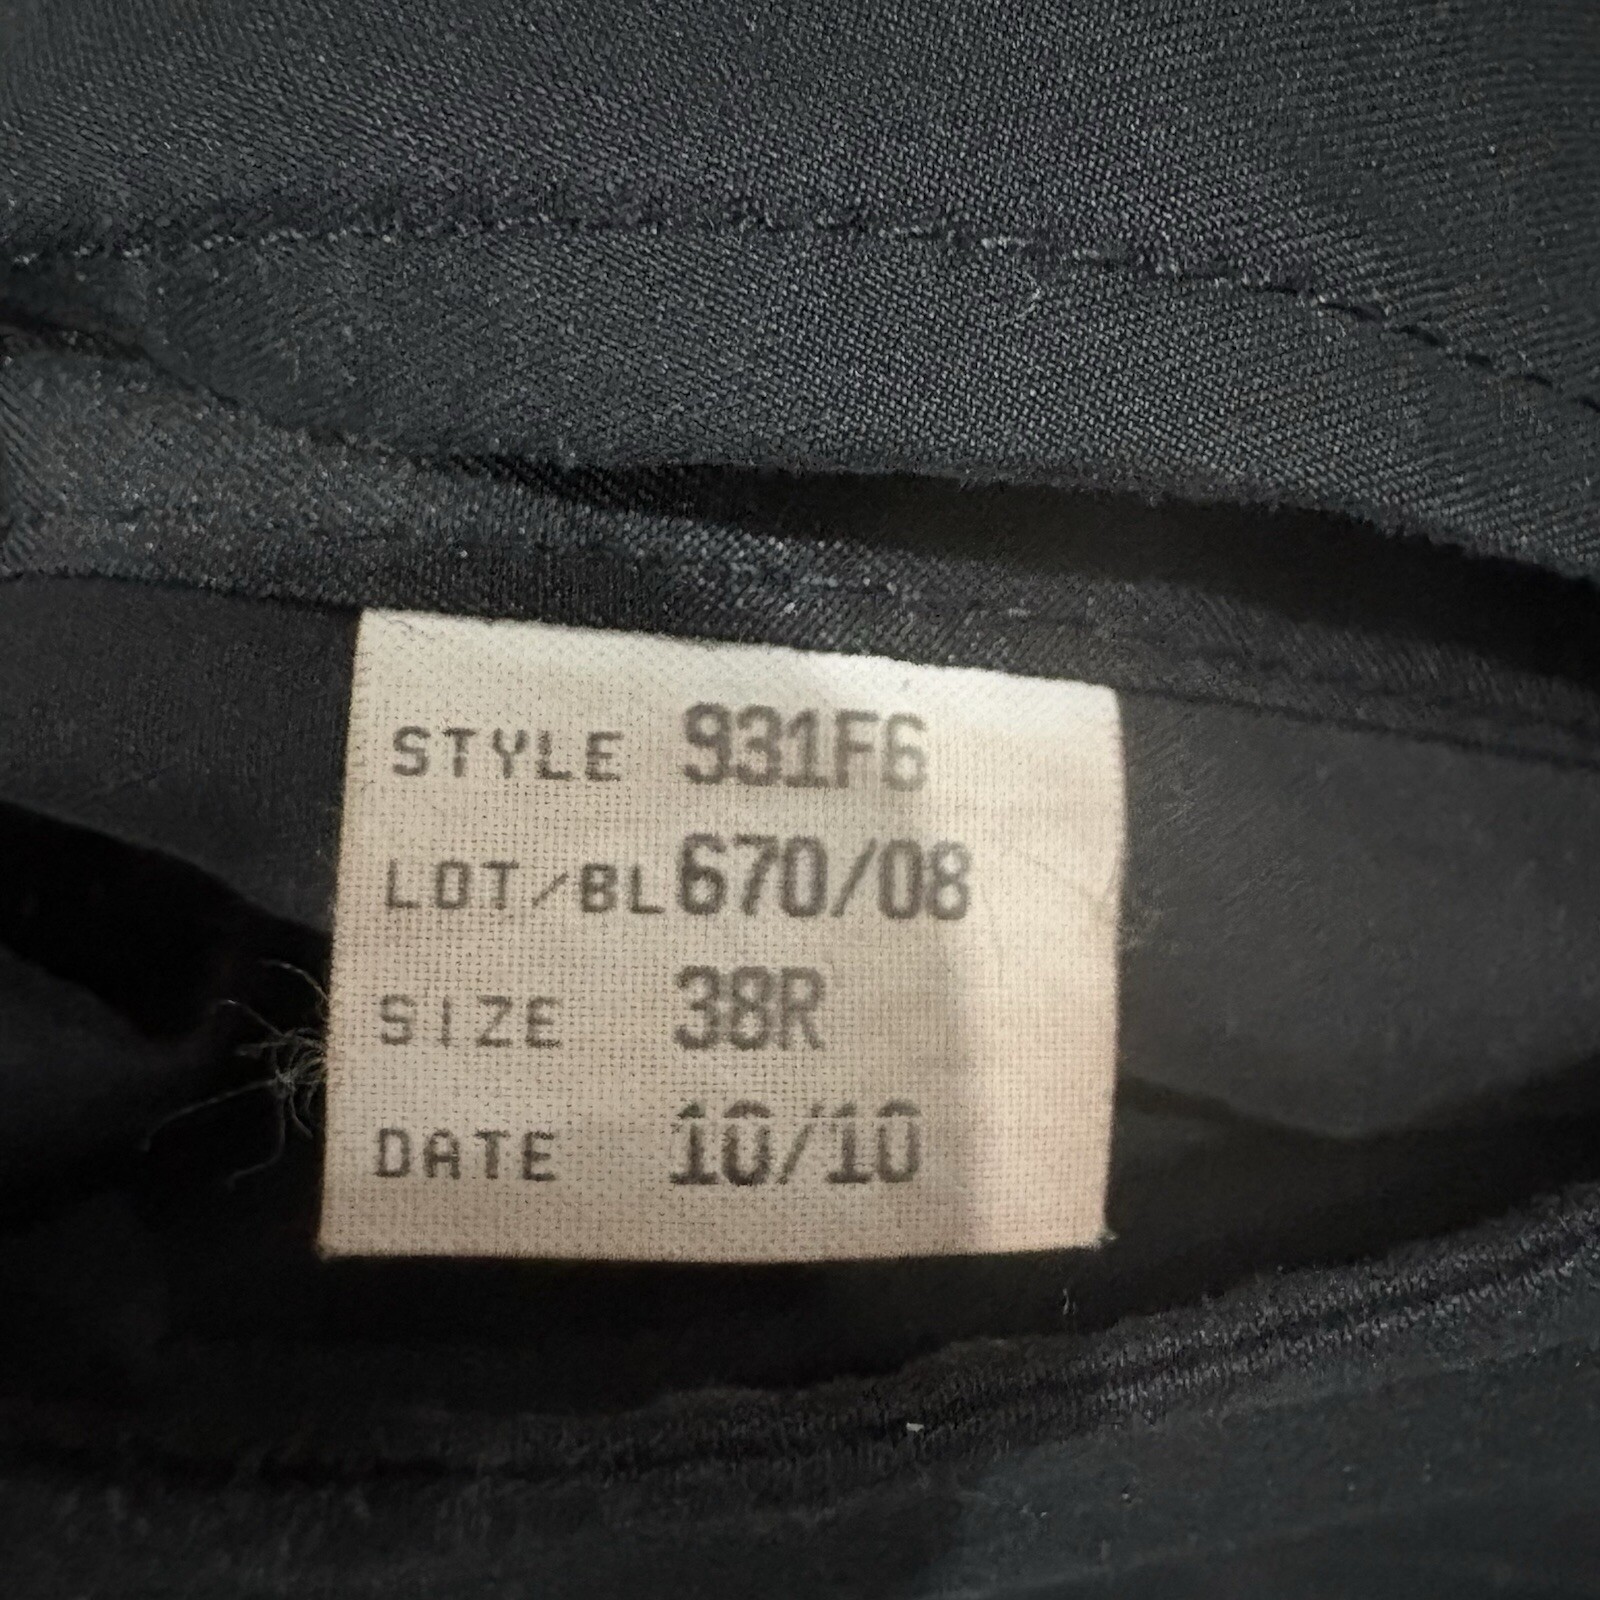 STYLE 931F6
LOT/BL 670/08
SIZE 38R
DATE 10/10